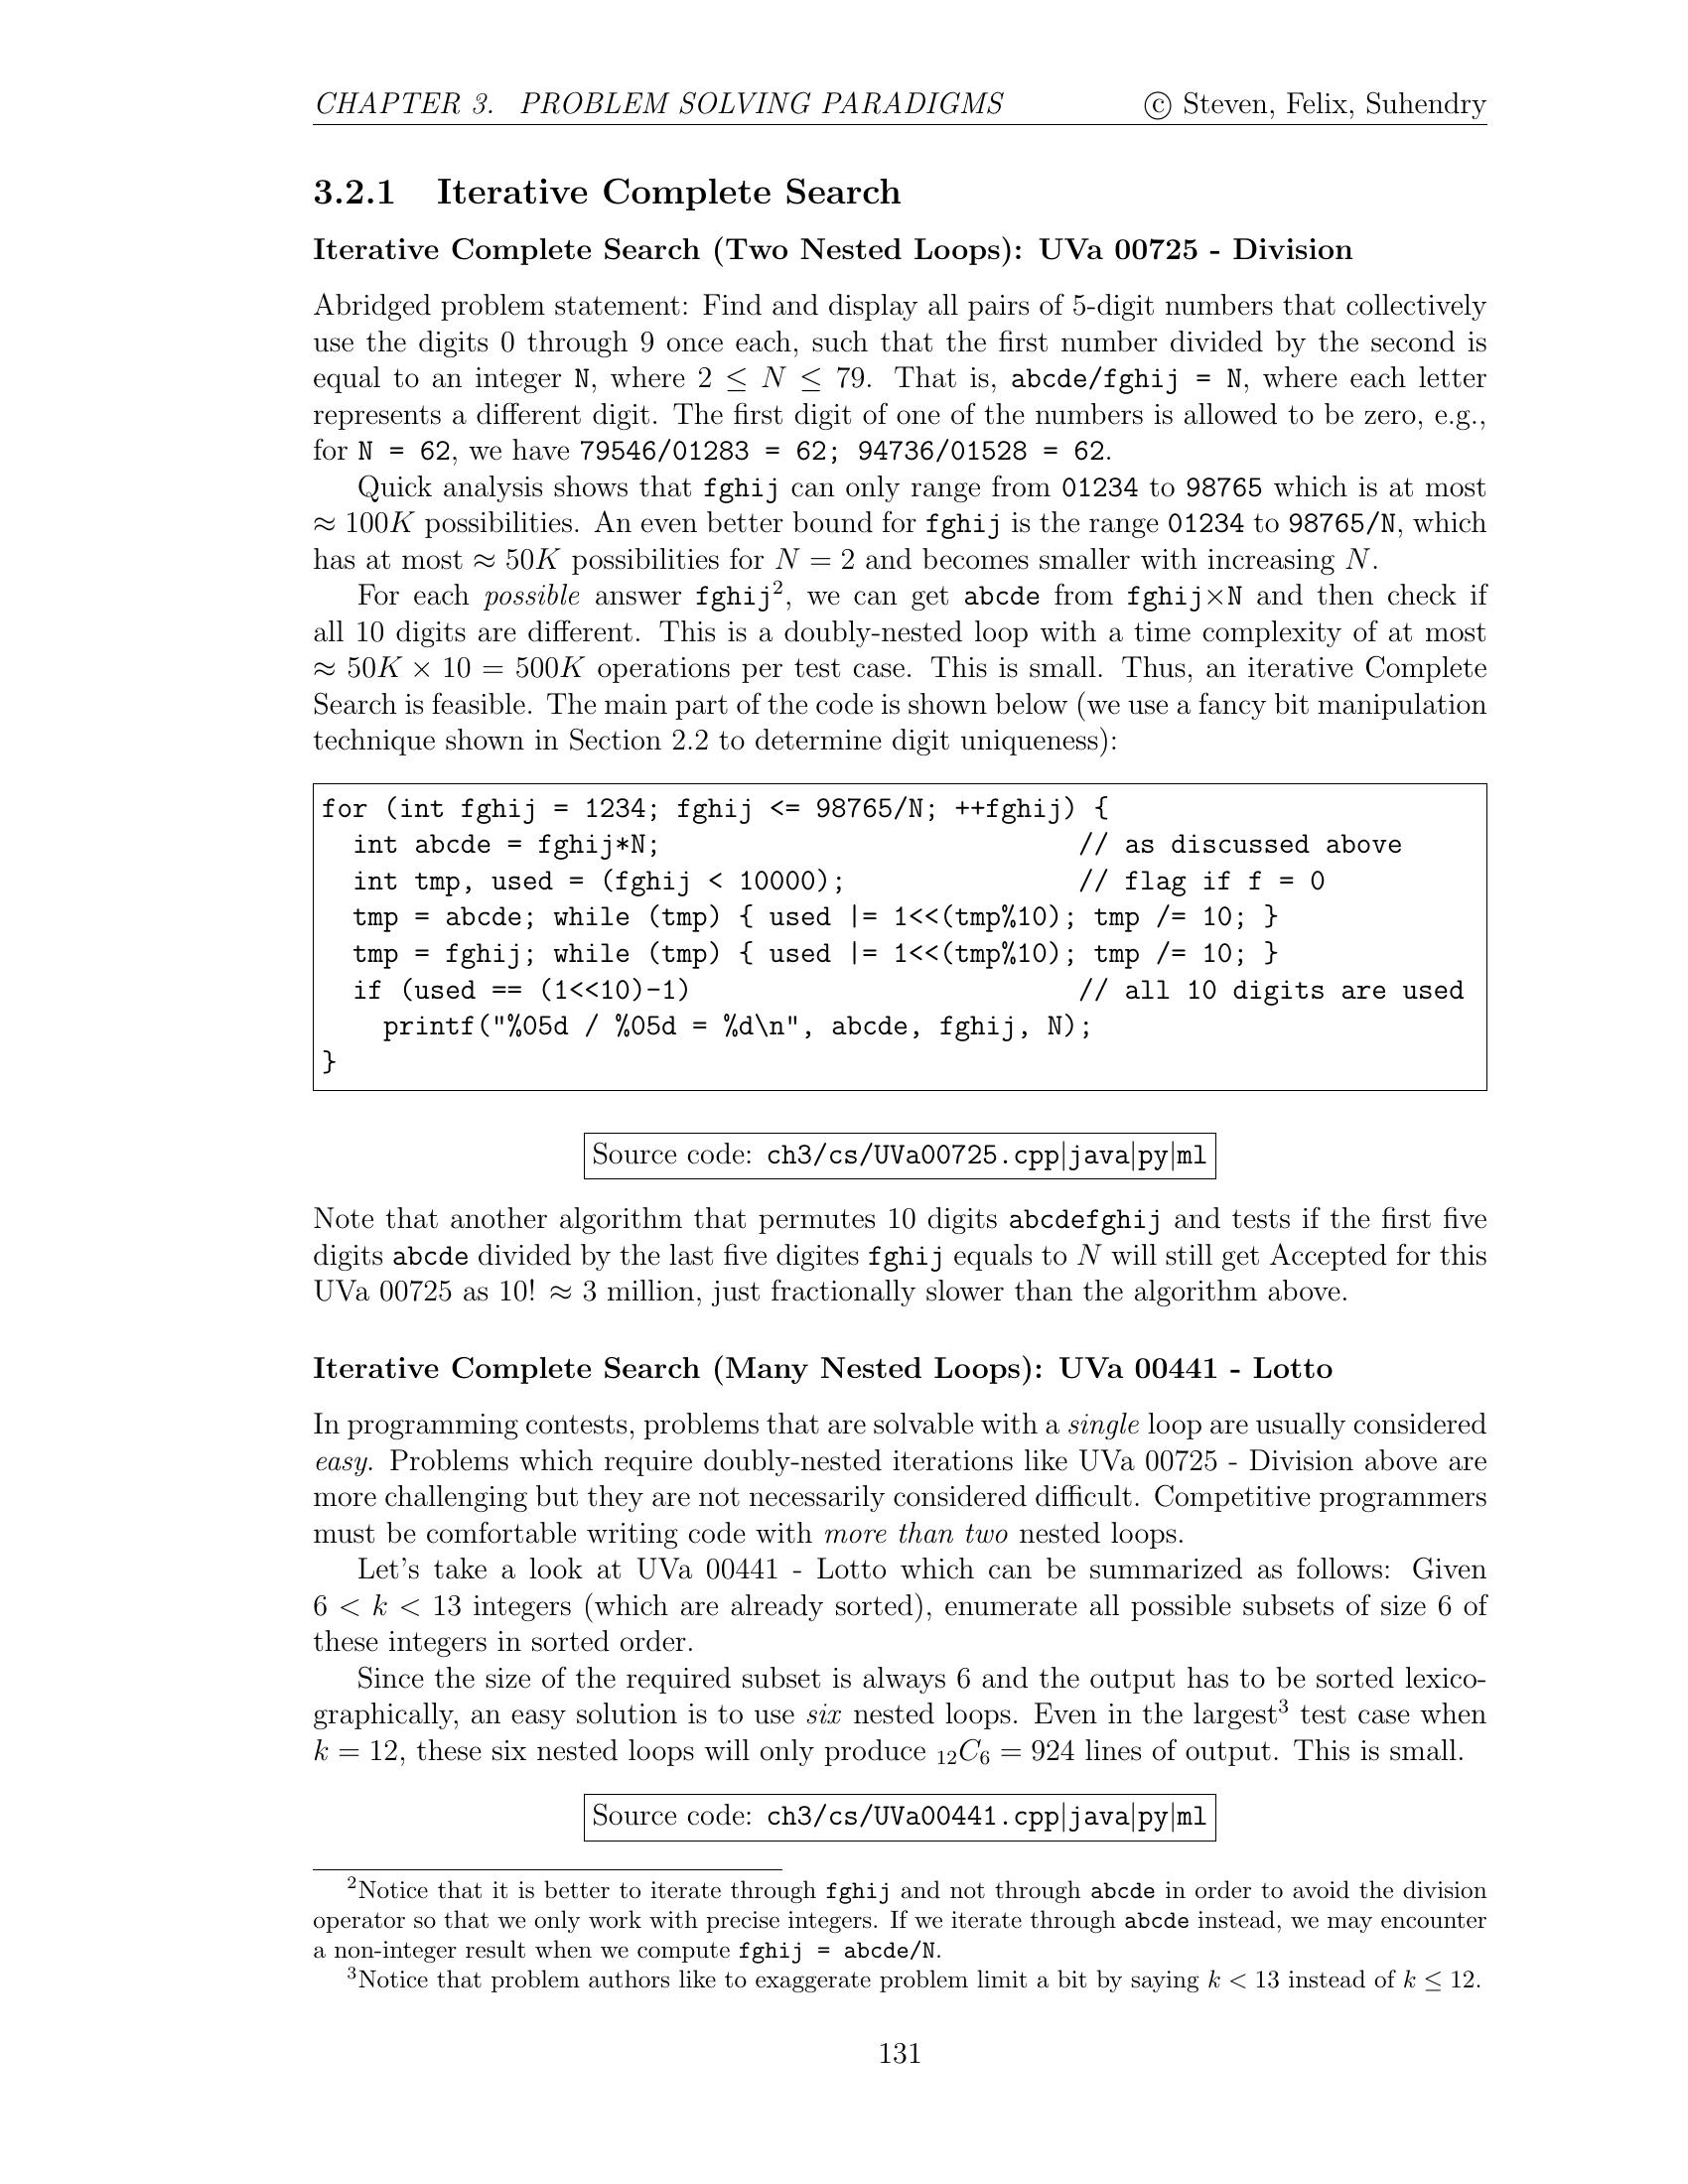 CHAPTER 3. PROBLEM SOLVING PARADIGMS © Steven, Felix, Suhendry
3.2.1 Iterative Complete Search
Iterative Complete Search (Two Nested Loops): UVa 00725 - Division
Abridged problem statement: Find and display all pairs of 5-digit numbers that collectively
use the digits 0 through 9 once each, such that the first number divided by the second is
equal to an integer N, where 2 ≤ N ≤ 79. That is, abcde/fghij = N, where each letter
represents a different digit. The first digit of one of the numbers is allowed to be zero, e.g.,
for N = 62, we have 79546/01283 = 62; 94736/01528 = 62.
Quick analysis shows that fghij can only range from 01234 to 98765 which is at most
≈ 100K possibilities. An even better bound for fghij is the range 01234 to 98765/N, which
has at most ≈ 50K possibilities for N = 2 and becomes smaller with increasing N.
For each possible answer fghij², we can get abcde from fghij×N and then check if
all 10 digits are different. This is a doubly-nested loop with a time complexity of at most
≈ 50K × 10 = 500K operations per test case. This is small. Thus, an iterative Complete
Search is feasible. The main part of the code is shown below (we use a fancy bit manipulation
technique shown in Section 2.2 to determine digit uniqueness):
for (int fghij = 1234; fghij <= 98765/N; ++fghij) {
int abcde = fghij*N; // as discussed above
int tmp, used = (fghij < 10000); // flag if f = 0
tmp = abcde; while (tmp) { used |= 1<<(tmp%10); tmp /= 10; }
tmp = fghij; while (tmp) { used |= 1<<(tmp%10); tmp /= 10; }
if (used == (1<<10)-1) // all 10 digits are used
printf("%05d / %05d = %d\n", abcde, fghij, N);
}
Source code: ch3/cs/UVa00725.cpp|java|py|ml
Note that another algorithm that permutes 10 digits abcdefghij and tests if the first five
digits abcde divided by the last five digites fghij equals to N will still get Accepted for this
UVa 00725 as 10! ≈ 3 million, just fractionally slower than the algorithm above.
Iterative Complete Search (Many Nested Loops): UVa 00441 - Lotto
In programming contests, problems that are solvable with a single loop are usually considered
easy. Problems which require doubly-nested iterations like UVa 00725 - Division above are
more challenging but they are not necessarily considered difficult. Competitive programmers
must be comfortable writing code with more than two nested loops.
Let's take a look at UVa 00441 - Lotto which can be summarized as follows: Given
6 < k < 13 integers (which are already sorted), enumerate all possible subsets of size 6 of
these integers in sorted order.
Since the size of the required subset is always 6 and the output has to be sorted lexico-
graphically, an easy solution is to use six nested loops. Even in the largest³ test case when
k = 12, these six nested loops will only produce ₁₂C₆ = 924 lines of output. This is small.
Source code: ch3/cs/UVa00441.cpp|java|py|ml
²Notice that it is better to iterate through fghij and not through abcde in order to avoid the division
operator so that we only work with precise integers. If we iterate through abcde instead, we may encounter
a non-integer result when we compute fghij = abcde/N.
³Notice that problem authors like to exaggerate problem limit a bit by saying k < 13 instead of k ≤ 12.
131